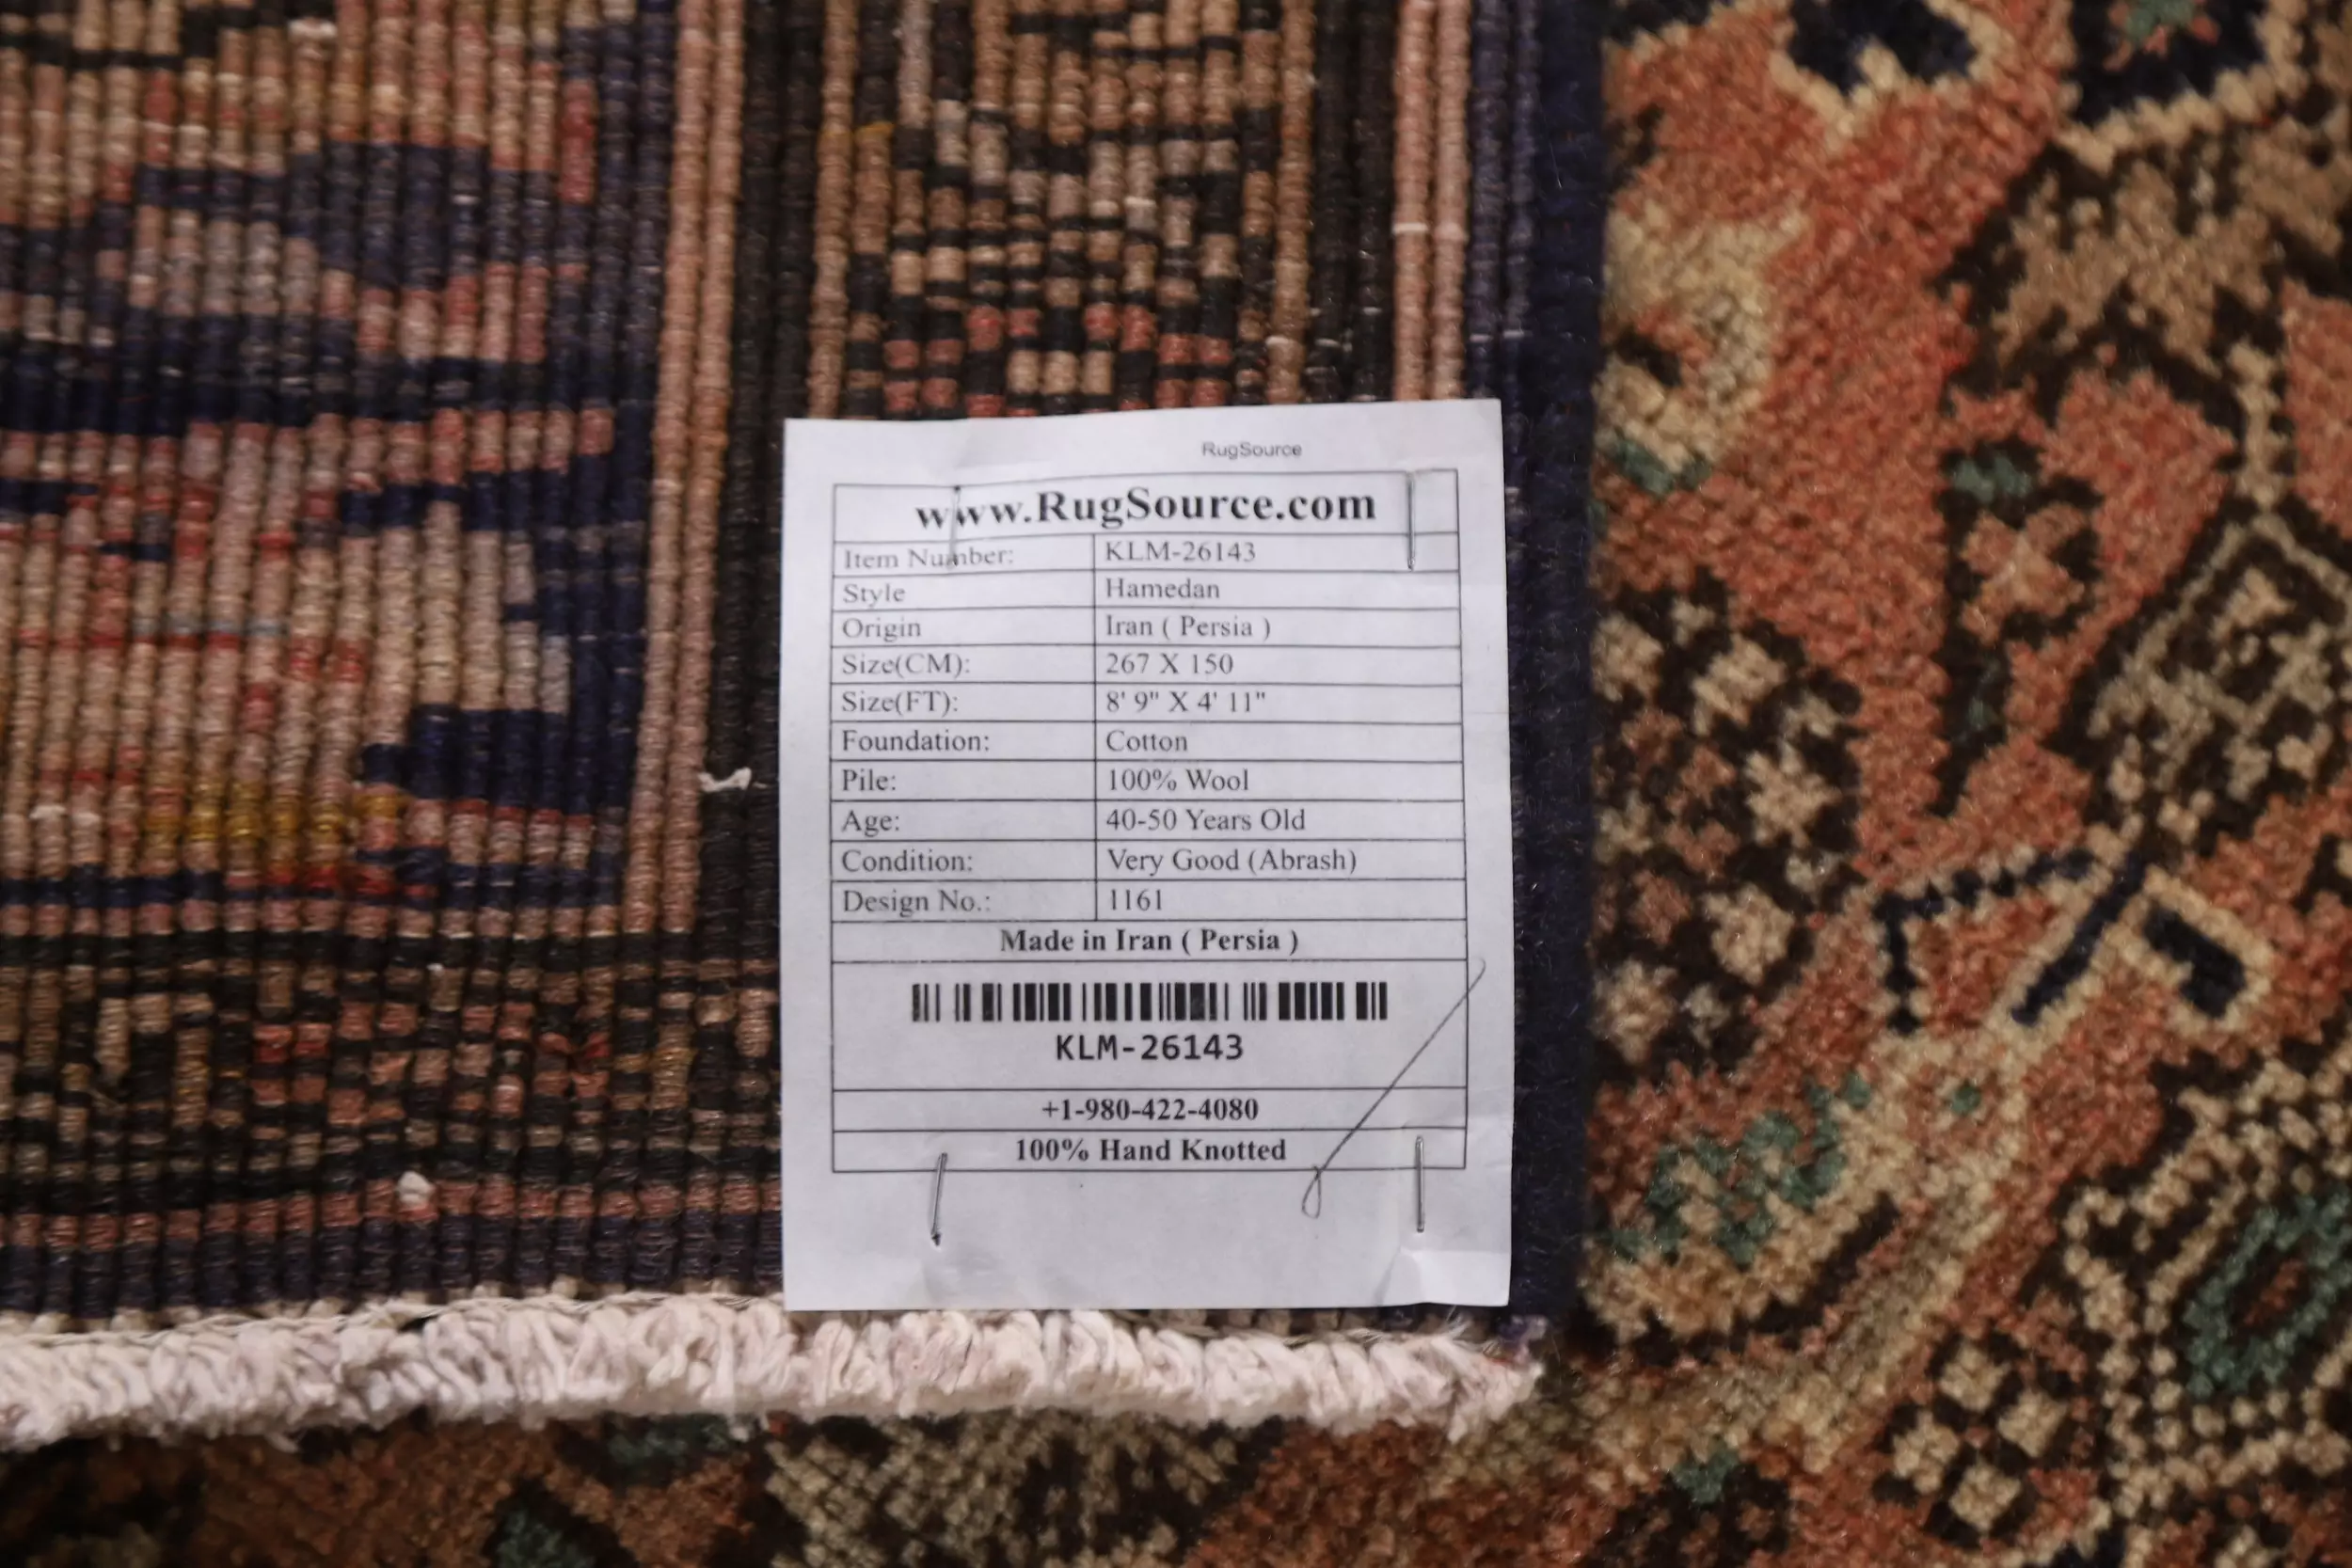 RugSource
www.RugSource.com
Item Number: KLM-26143
Style Hamedan
Origin Iran ( Persia )
Size(CM): 267 X 150
Size(FT): 8' 9" X 4' 11"
Foundation: Cotton
Pile: 100% Wool
Age: 40-50 Years Old
Condition: Very Good (Abrash)
Design No.: 1161
Made in Iran ( Persia )
KLM-26143
+1-980-422-4080
100% Hand Knotted